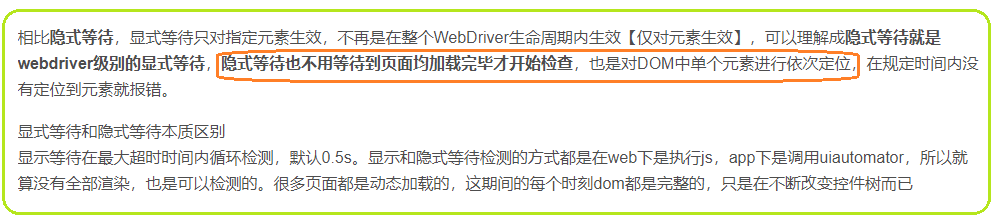 相比隐式等待，显式等待只对指定元素生效，不再是在整个WebDriver生命周期内生效【仅对元素生效】，可以理解成隐式等待就是
webdriver级别的显式等待，隐式等待也不用等待到页面均加载完毕才开始检查，也是对DOM中单个元素进行依次定位，在规定时间内没
有定位到元素就报错。
显式等待和隐式等待本质区别
显示等待在最大超时时间内循环检测，默认0.5s。显示和隐式等待检测的方式都是在web下是执行js，app下是调用uiautomator，所以就
算没有全部渲染，也是可以检测的。很多页面都是动态加载的，这期间的每个时刻dom都是完整的，只是在不断改变控件树而已